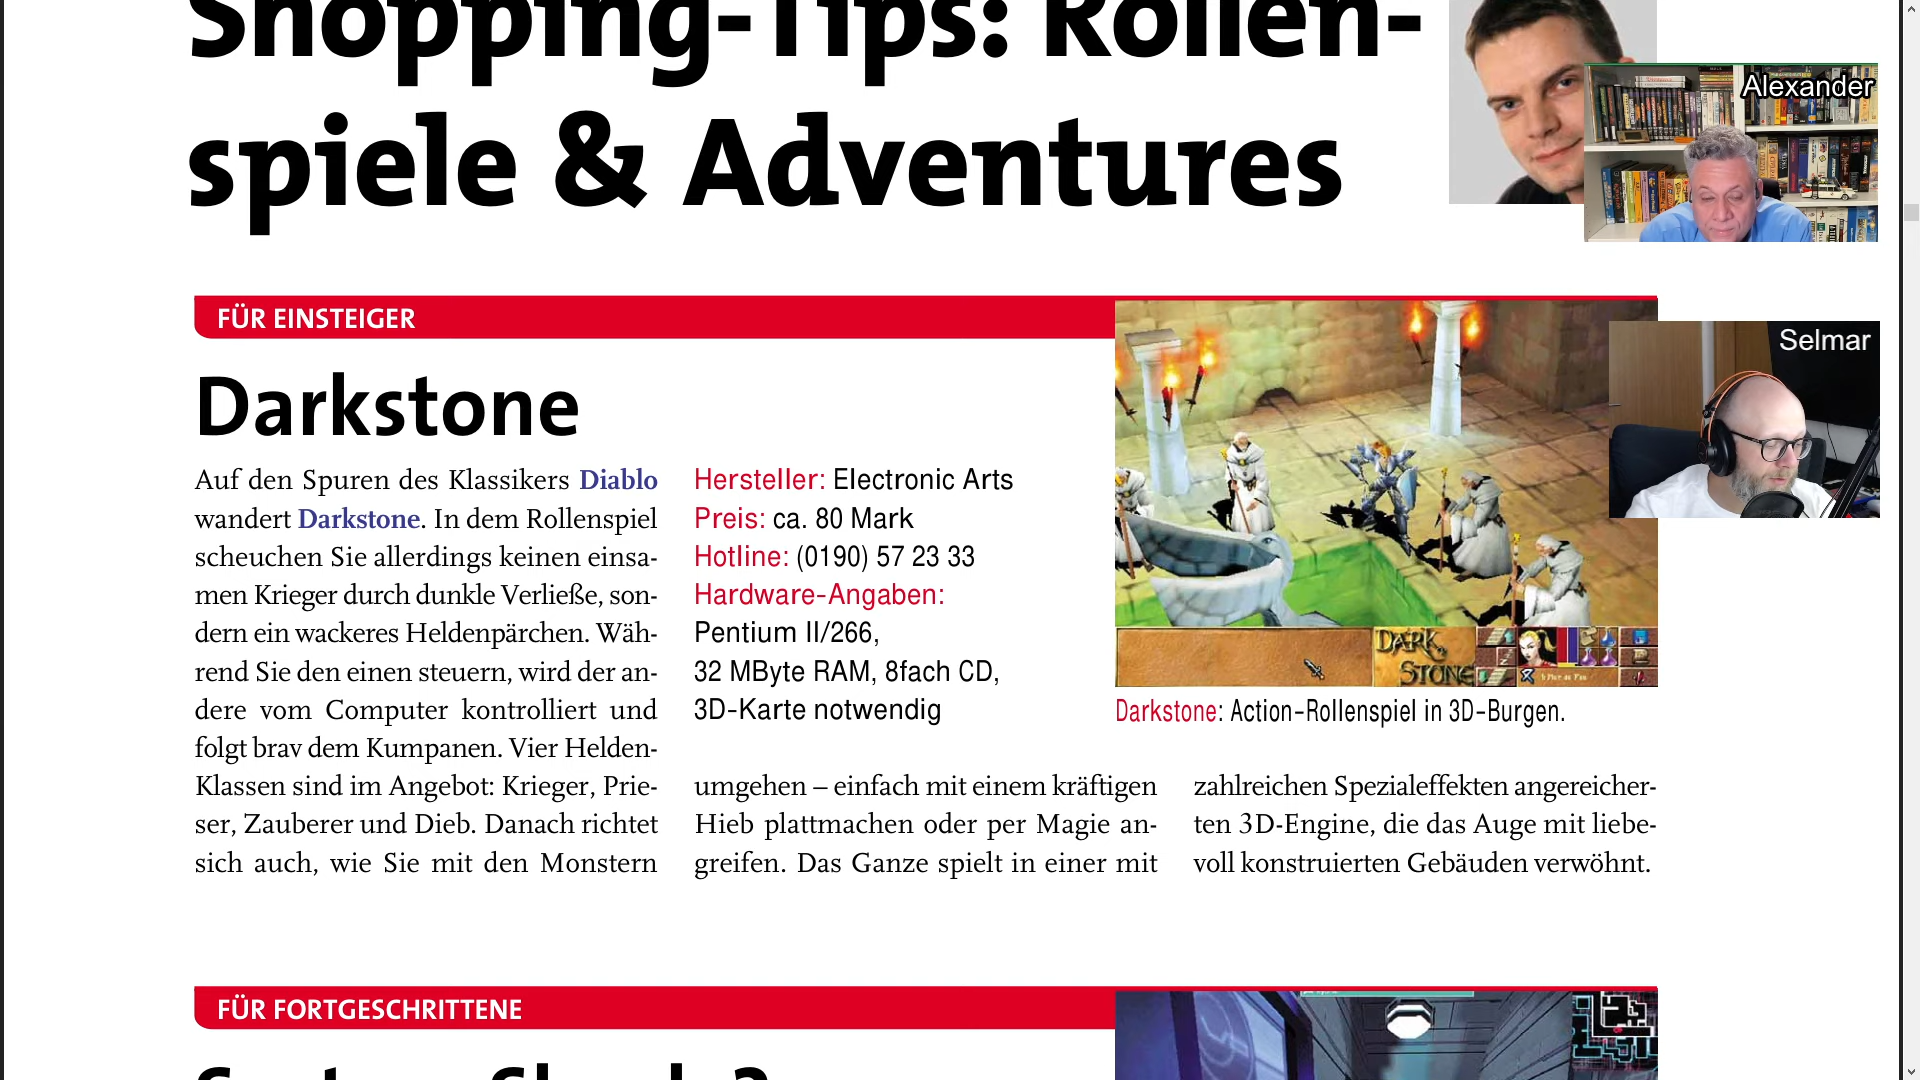 Shopping-Tips: Rollen-
spiele & Adventures
Alexander
Selmar
FÜR EINSTEIGER
Darkstone
Auf den Spuren des Klassikers Diablo
wandert Darkstone. In dem Rollenspiel
scheuchen Sie allerdings keinen einsa-
men Krieger durch dunkle Verließe, son-
dern ein wackeres Heldenpärchen. Wäh-
rend Sie den einen steuern, wird der an-
dere vom Computer kontrolliert und
folgt brav dem Kumpanen. Vier Helden-
Klassen sind im Angebot: Krieger, Prie-
ser, Zauberer und Dieb. Danach richtet
sich auch, wie Sie mit den Monstern
Hersteller: Electronic Arts
Preis: ca. 80 Mark
Hotline: (0190) 57 23 33
Hardware-Angaben:
Pentium II/266,
32 MByte RAM, 8fach CD,
3D-Karte notwendig
umgehen – einfach mit einem kräftigen
Hieb plattmachen oder per Magie an-
greifen. Das Ganze spielt in einer mit
DARK
STONE
Darkstone: Action-Rollenspiel in 3D-Burgen.
zahlreichen Spezialeffekten angereicher-
ten 3D-Engine, die das Auge mit liebe-
voll konstruierten Gebäuden verwöhnt.
FÜR FORTGESCHRITTENE
System Shock 2